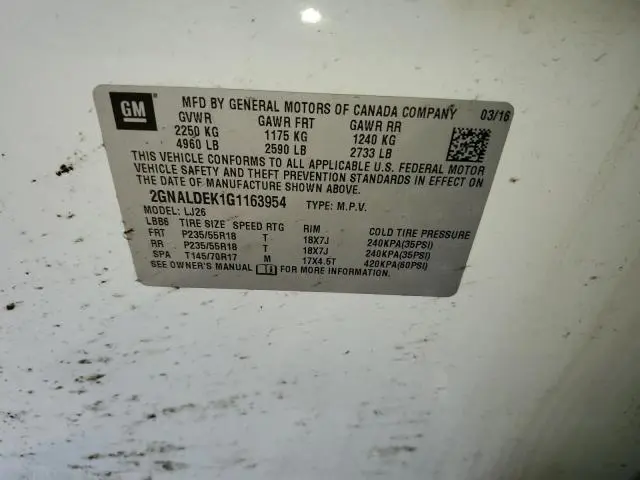 GM
MFD BY GENERAL MOTORS OF CANADA COMPANY 03/16
GVWR GAWR FRT GAWR RR
2250 KG 1175 KG 1240 KG
4960 LB 2590 LB 2733 LB
THIS VEHICLE CONFORMS TO ALL APPLICABLE U.S. FEDERAL MOTOR
VEHICLE SAFETY AND THEFT PREVENTION STANDARDS IN EFFECT ON
THE DATE OF MANUFACTURE SHOWN ABOVE.
2GNALDEK1G1163954 TYPE: M.P.V.
MODEL: LJ26
LBB6 TIRE SIZE SPEED RTG RIM COLD TIRE PRESSURE
FRT P235/55R18 T 18X7J 240KPA(35PSI)
RR P235/55R18 T 18X7J 240KPA(35PSI)
SPA T145/70R17 M 17X4.5T 420KPA(60PSI)
SEE OWNER'S MANUAL FOR MORE INFORMATION.